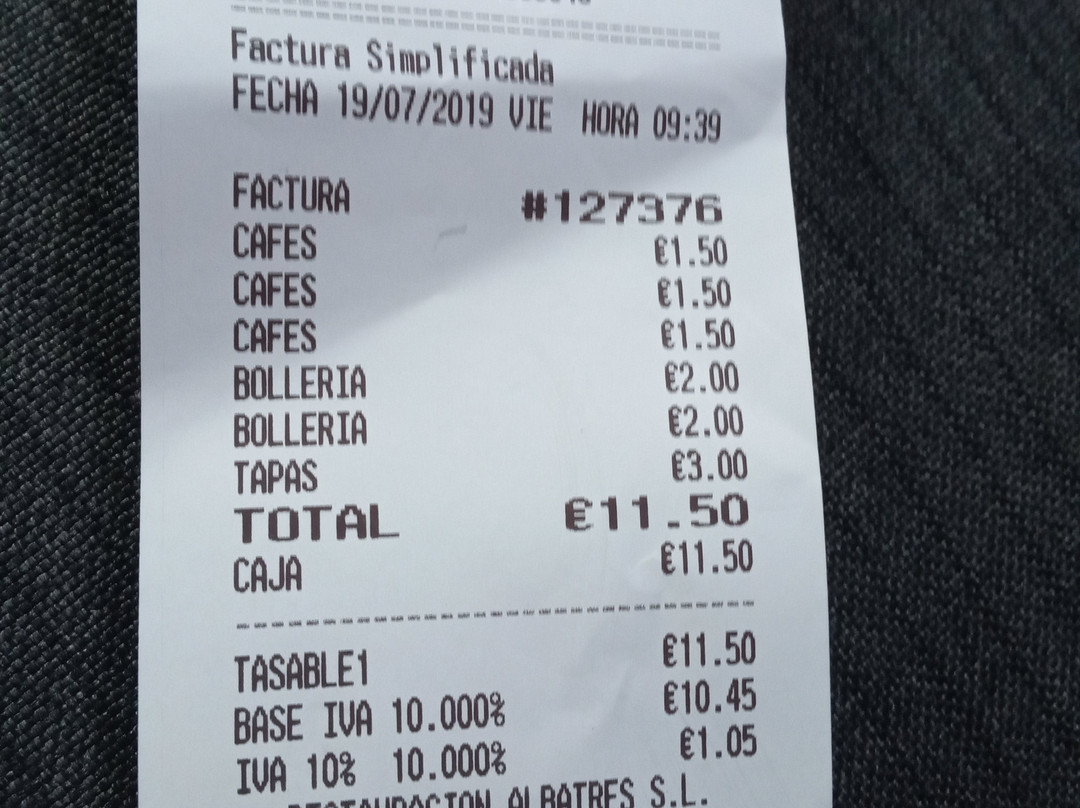 Factura Simplificada
FECHA 19/07/2019 VIE HORA 09:39
FACTURA #127376
CAFES €1.50
CAFES €1.50
CAFES €1.50
BOLLERIA €2.00
BOLLERIA €2.00
TAPAS €3.00
TOTAL €11.50
CAJA €11.50
TASABLE1 €11.50
BASE IVA 10.000% €10.45
IVA 10% 10.000% €1.05
RESTAURACION ALBATRES S.L.